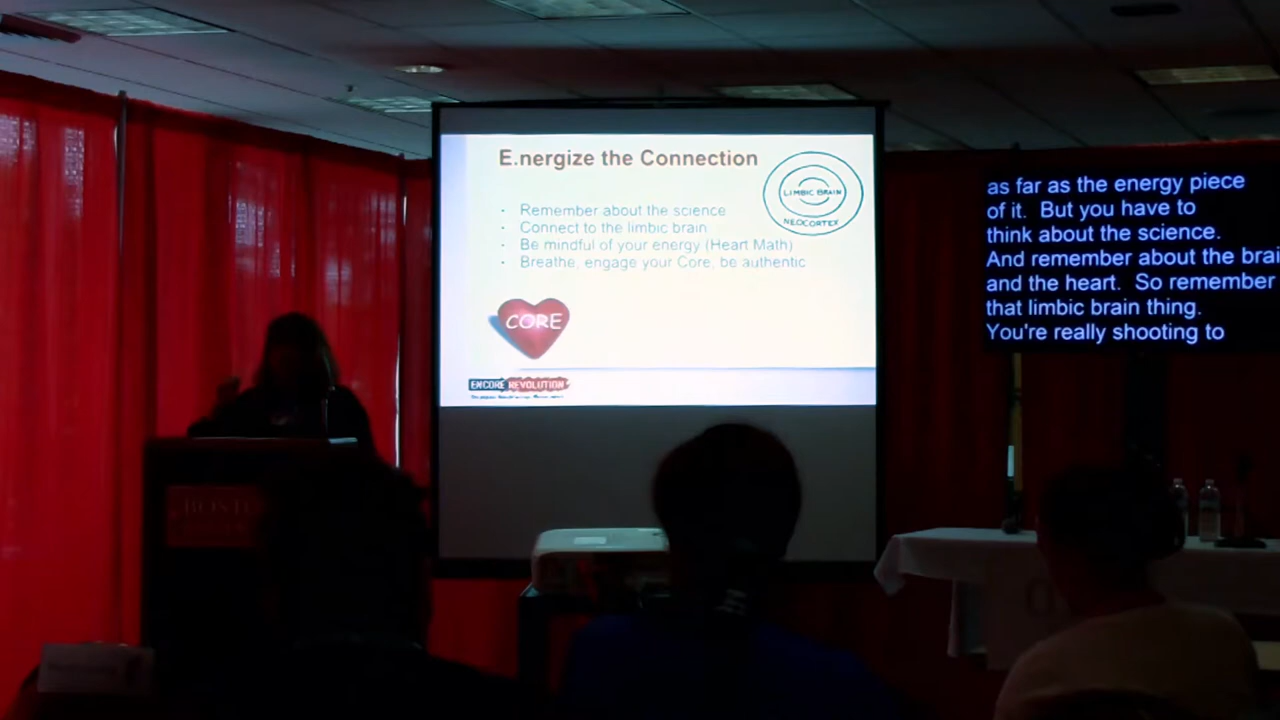 E.nergize the Connection
LIMBIC BRAIN
NEOCORTEX
· Remember about the science
· Connect to the limbic brain
· Be mindful of your energy (Heart Math)
· Breathe, engage your Core, be authentic
CORE
ENCORE REVOLUTION
as far as the energy piece
of it. But you have to
think about the science.
And remember about the brai
and the heart. So remember
that limbic brain thing.
You're really shooting to